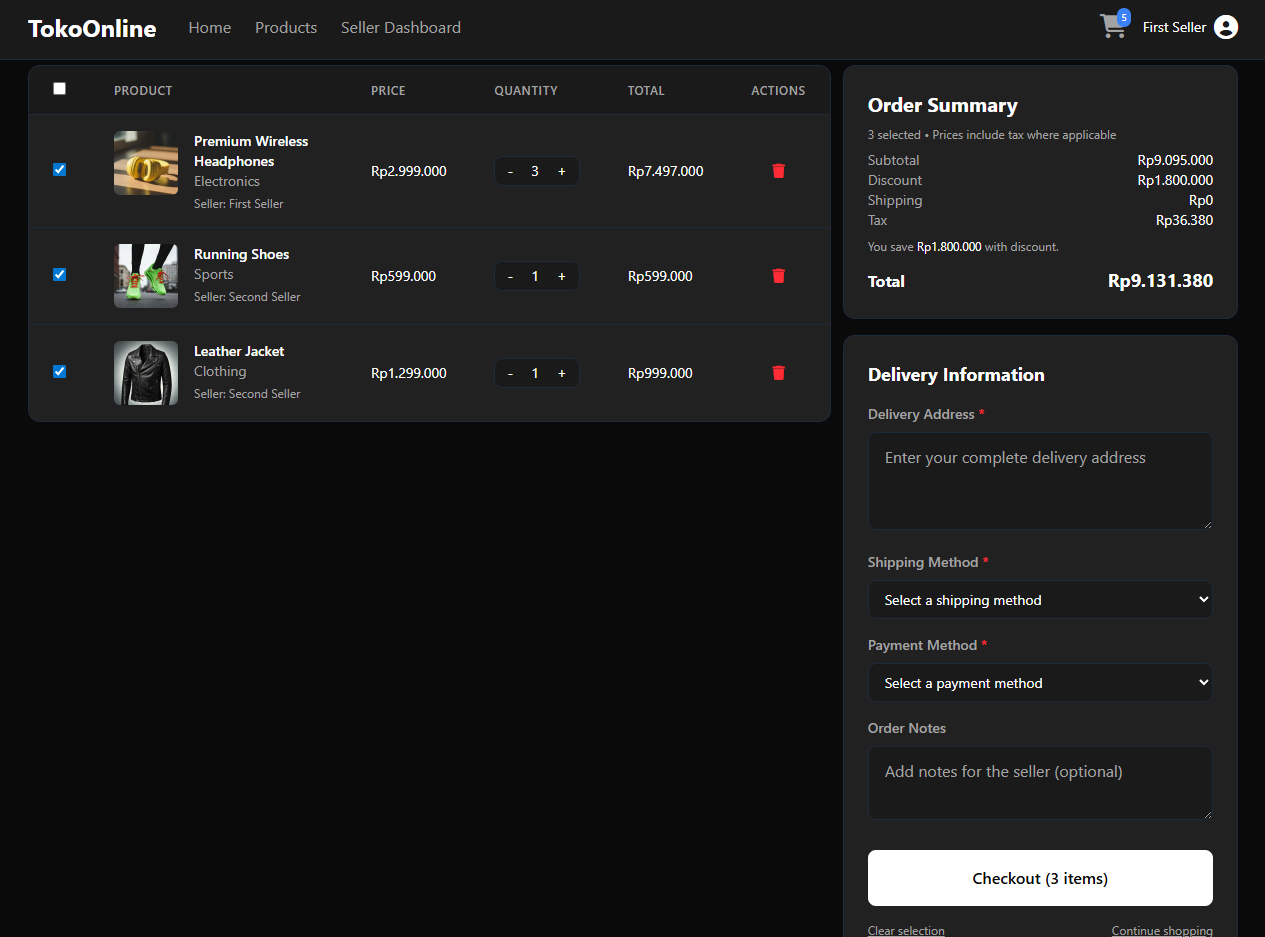 TokoOnline Home Products Seller Dashboard 5 First Seller
PRODUCT PRICE QUANTITY TOTAL ACTIONS
Premium Wireless
Headphones
Electronics
Seller: First Seller
Rp2.999.000 - 3 + Rp7.497.000
Running Shoes
Sports
Seller: Second Seller
Rp599.000 - 1 + Rp599.000
Leather Jacket
Clothing
Seller: Second Seller
Rp1.299.000 - 1 + Rp999.000
Order Summary
3 selected • Prices include tax where applicable
Subtotal Rp9.095.000
Discount Rp1.800.000
Shipping Rp0
Tax Rp36.380
You save Rp1.800.000 with discount.
Total Rp9.131.380
Delivery Information
Delivery Address *
Enter your complete delivery address
Shipping Method *
Select a shipping method
Payment Method *
Select a payment method
Order Notes
Add notes for the seller (optional)
Checkout (3 items)
Clear selection Continue shopping